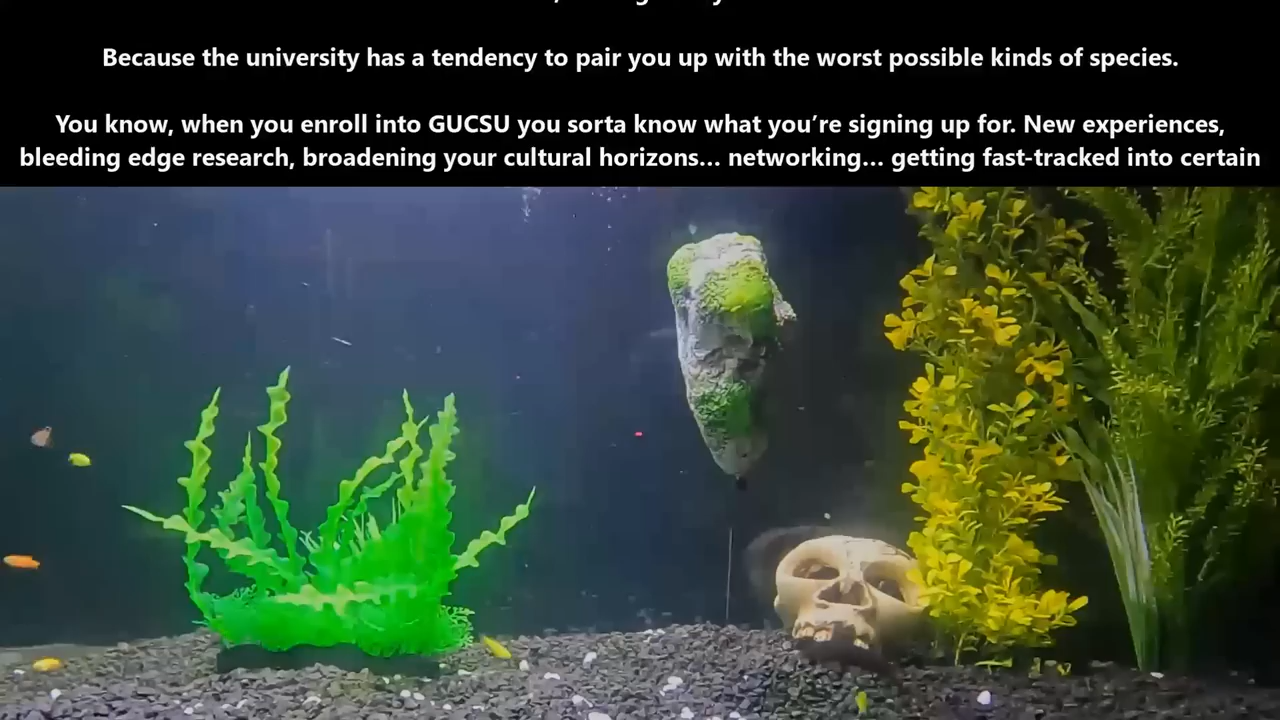 Because the university has a tendency to pair you up with the worst possible kinds of species.
You know, when you enroll into GUCSU you sorta know what you’re signing up for. New experiences,
bleeding edge research, broadening your cultural horizons… networking… getting fast-tracked into certain